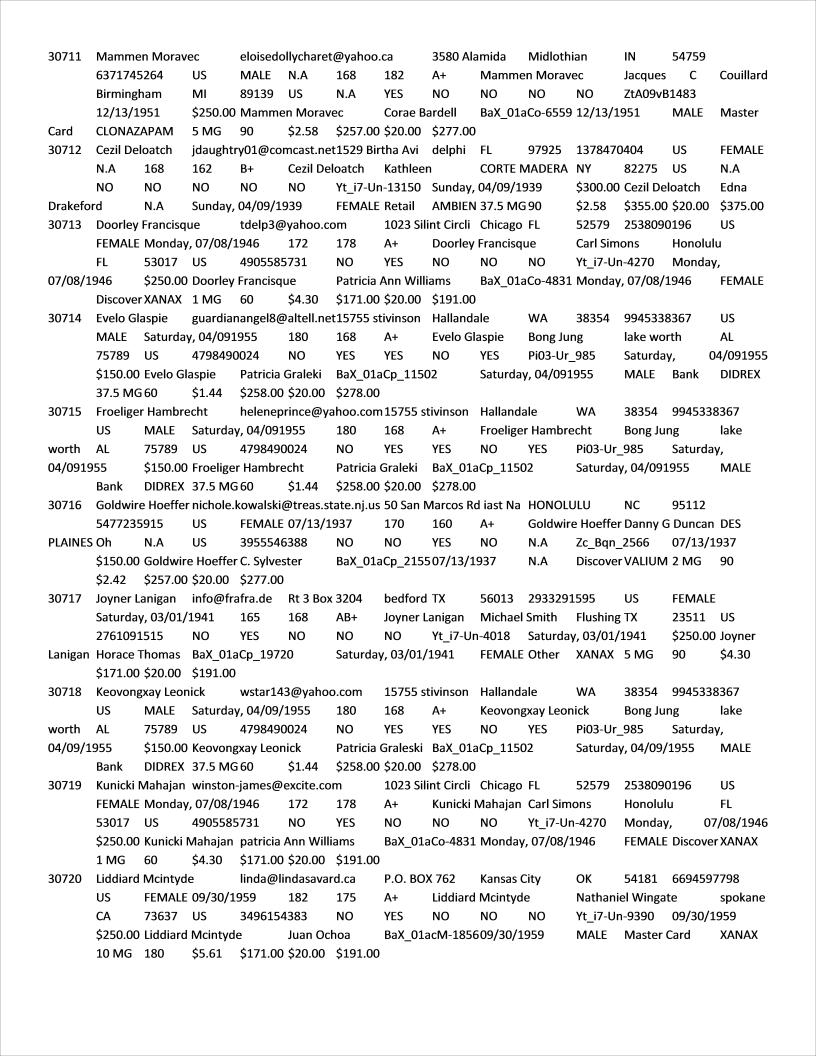 30711 Mammen Moravec eloisedollycharet@yahoo.ca 3580 Alamida Midlothian IN 54759
6371745264 US MALE N.A 168 182 A+ Mammen Moravec Jacques C Couillard
Birmingham MI 89139 US N.A YES NO NO NO NO ZtA09vB1483
12/13/1951 $250.00 Mammen Moravec Corae Bardell BaX_01aCo-6559 12/13/1951 MALE Master
Card CLONAZAPAM 5 MG 90 $2.58 $257.00 $20.00 $277.00
30712 Cezil Deloatch jdaughtry01@comcast.net1529 Birtha Avi delphi FL 97925 1378470404 US FEMALE
N.A 168 162 B+ Cezil Deloatch Kathleen CORTE MADERA NY 82275 US N.A
NO NO NO NO NO Yt_i7-Un-13150 Sunday, 04/09/1939 $300.00 Cezil Deloatch Edna
Drakeford N.A Sunday, 04/09/1939 FEMALE Retail AMBIEN 37.5 MG 90 $2.58 $355.00 $20.00 $375.00
30713 Doorley Francisque tdelp3@yahoo.com 1023 Silint Circli Chicago FL 52579 2538090196 US
FEMALE Monday, 07/08/1946 172 178 A+ Doorley Francisque Carl Simons Honolulu
FL 53017 US 4905585731 NO YES NO NO NO Yt_i7-Un-4270 Monday,
07/08/1946 $250.00 Doorley Francisque Patricia Ann Williams BaX_01aCo-4831 Monday, 07/08/1946 FEMALE
Discover XANAX 1 MG 60 $4.30 $171.00 $20.00 $191.00
30714 Evelo Glaspie guardianangel8@altell.net15755 stivinson Hallandale WA 38354 9945338367 US
MALE Saturday, 04/091955 180 168 A+ Evelo Glaspie Bong Jung lake worth AL
75789 US 4798490024 NO YES YES NO YES Pi03-Ur_985 Saturday, 04/091955
$150.00 Evelo Glaspie Patricia Graleki BaX_01aCp_11502 Saturday, 04/091955 MALE Bank DIDREX
37.5 MG 60 $1.44 $258.00 $20.00 $278.00
30715 Froeliger Hambrecht heleneprince@yahoo.com 15755 stivinson Hallandale WA 38354 9945338367
US MALE Saturday, 04/091955 180 168 A+ Froeliger Hambrecht Bong Jung lake
worth AL 75789 US 4798490024 NO YES YES NO YES Pi03-Ur_985 Saturday,
04/091955 $150.00 Froeliger Hambrecht Patricia Graleki BaX_01aCp_11502 Saturday, 04/091955 MALE
Bank DIDREX 37.5 MG 60 $1.44 $258.00 $20.00 $278.00
30716 Goldwire Hoeffer nichole.kowalski@treas.state.nj.us 50 San Marcos Rd iast Na HONOLULU NC 95112
5477235915 US FEMALE 07/13/1937 170 160 A+ Goldwire Hoeffer Danny G Duncan DES
PLAINES Oh N.A US 3955546388 NO YES NO NO N.A Zc_Bqn_2566 07/13/1937
$150.00 Goldwire Hoeffer C. Sylvester BaX_01aCp_2155 07/13/1937 N.A Discover VALIUM 2 MG 90
$2.42 $257.00 $20.00 $277.00
30717 Joyner Lanigan info@frafra.de Rt 3 Box 3204 bedford TX 56013 2933291595 US FEMALE
Saturday, 03/01/1941 165 168 AB+ Joyner Lanigan Michael Smith Flushing TX 23511 US
2761091515 NO YES NO NO NO Yt_i7-Un-4018 Saturday, 03/01/1941 $250.00 Joyner
Lanigan Horace Thomas BaX_01aCp_19720 Saturday, 03/01/1941 FEMALE Other XANAX 5 MG 90 $4.30
$171.00 $20.00 $191.00
30718 Keovongxay Leonick wstar143@yahoo.com 15755 stivinson Hallandale WA 38354 9945338367
US MALE Saturday, 04/09/1955 180 168 A+ Keovongxay Leonick Bong Jung lake
worth AL 75789 US 4798490024 NO YES YES NO YES Pi03-Ur_985 Saturday,
04/09/1955 $150.00 Keovongxay Leonick Patricia Graleski BaX_01aCp_11502 Saturday, 04/09/1955 MALE
Bank DIDREX 37.5 MG 60 $1.44 $258.00 $20.00 $278.00
30719 Kunicki Mahajan winston-james@excite.com 1023 Silint Circli Chicago FL 52579 2538090196 US
FEMALE Monday, 07/08/1946 172 178 A+ Kunicki Mahajan Carl Simons Honolulu FL
53017 US 4905585731 NO YES NO NO NO Yt_i7-Un-4270 Monday, 07/08/1946
$250.00 Kunicki Mahajan patricia Ann Williams BaX_01aCo-4831 Monday, 07/08/1946 FEMALE Discover XANAX
1 MG 60 $4.30 $171.00 $20.00 $191.00
30720 Liddiard Mcintyde linda@lindasavard.ca P.O. BOX 762 Kansas City OK 54181 6694597798
US FEMALE 09/30/1959 182 175 A+ Liddiard Mcintyde Nathaniel Wingate spokane
CA 73637 US 3496154383 NO YES NO NO NO Yt_i7-Un-9390 09/30/1959
$250.00 Liddiard Mcintyde Juan Ochoa BaX_01acM-1856 09/30/1959 MALE Master Card XANAX
10 MG 180 $5.61 $171.00 $20.00 $191.00